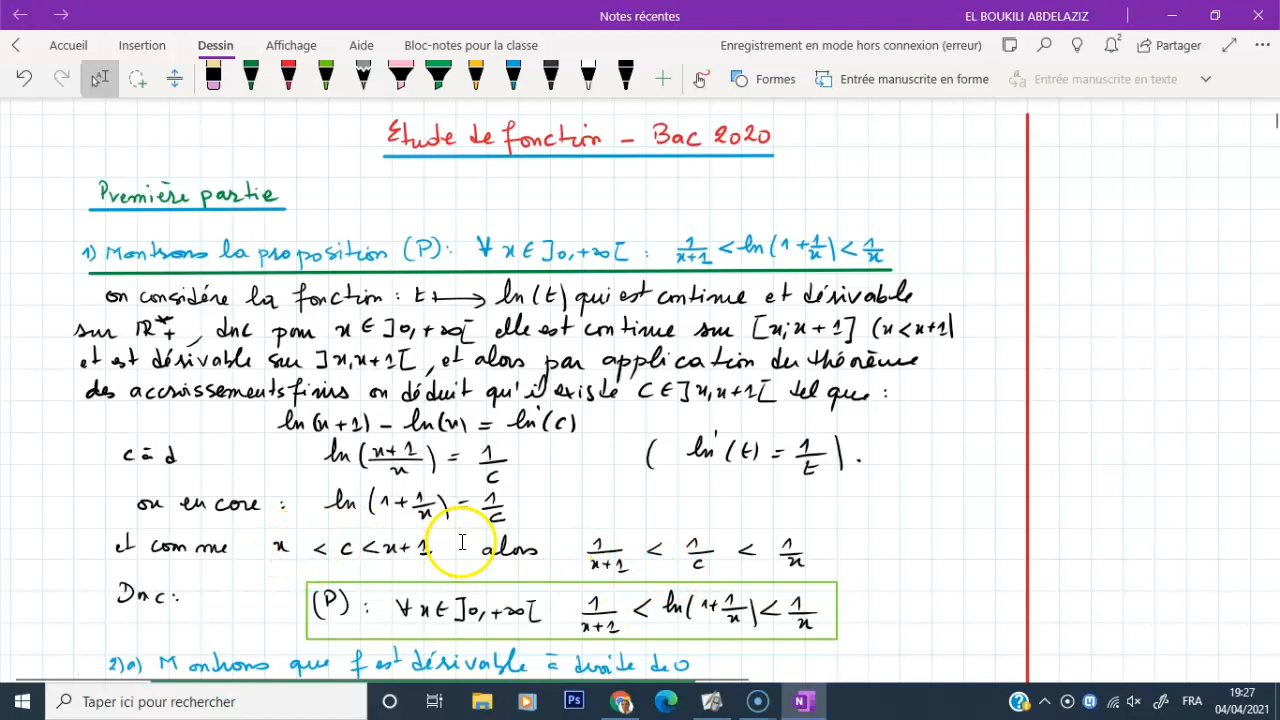 Notes récentes
EL BOUKILI ABDELAZIZ
Accueil Insertion Dessin Affichage Aide Bloc-notes pour la classe
Enregistrement en mode hors connexion (erreur) Partager
Formes Entrée manuscrite en forme Entrée manuscrite en texte
Etude de fonction - Bac 2020
Première partie
1) Montrons la proposition (P): ∀ x ∈ ]0,+∞[ : 1/(x+1) < ln(1+1/x) < 1/x
on considére la fonction : t ⟼ ln(t) qui est continue et dérivable
sur ℝ*₊, dnc pour x ∈ ]0,+∞[ elle est continue sur [x; x+1] (x<x+1)
et est dérivable sur ]x,x+1[, et alors par application du théorème
des accroissements finis on déduit qu'il existe C ∈ ]x,x+1[ tel que :
ln(x+1) - ln(x) = ln'(c)
c à d ln((x+1)/x) = 1/c ( ln'(t) = 1/t ).
ou encore : ln(1+1/x) = 1/c
et comme x < c < x+1. alors 1/(x+1) < 1/c < 1/x
Dnc: (P) : ∀ x ∈ ]0,+∞[ 1/(x+1) < ln(1+1/x) < 1/x
2)a) Montrons que f est dérivable à droite de 0
Taper ici pour rechercher
Ps
N
FRA
19:27
04/04/2021